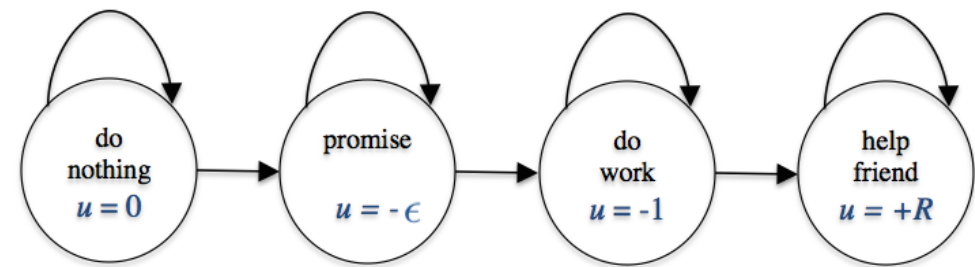 do
nothing
u = 0
promise
u = - ϵ
do
work
u = -1
help
friend
u = +R